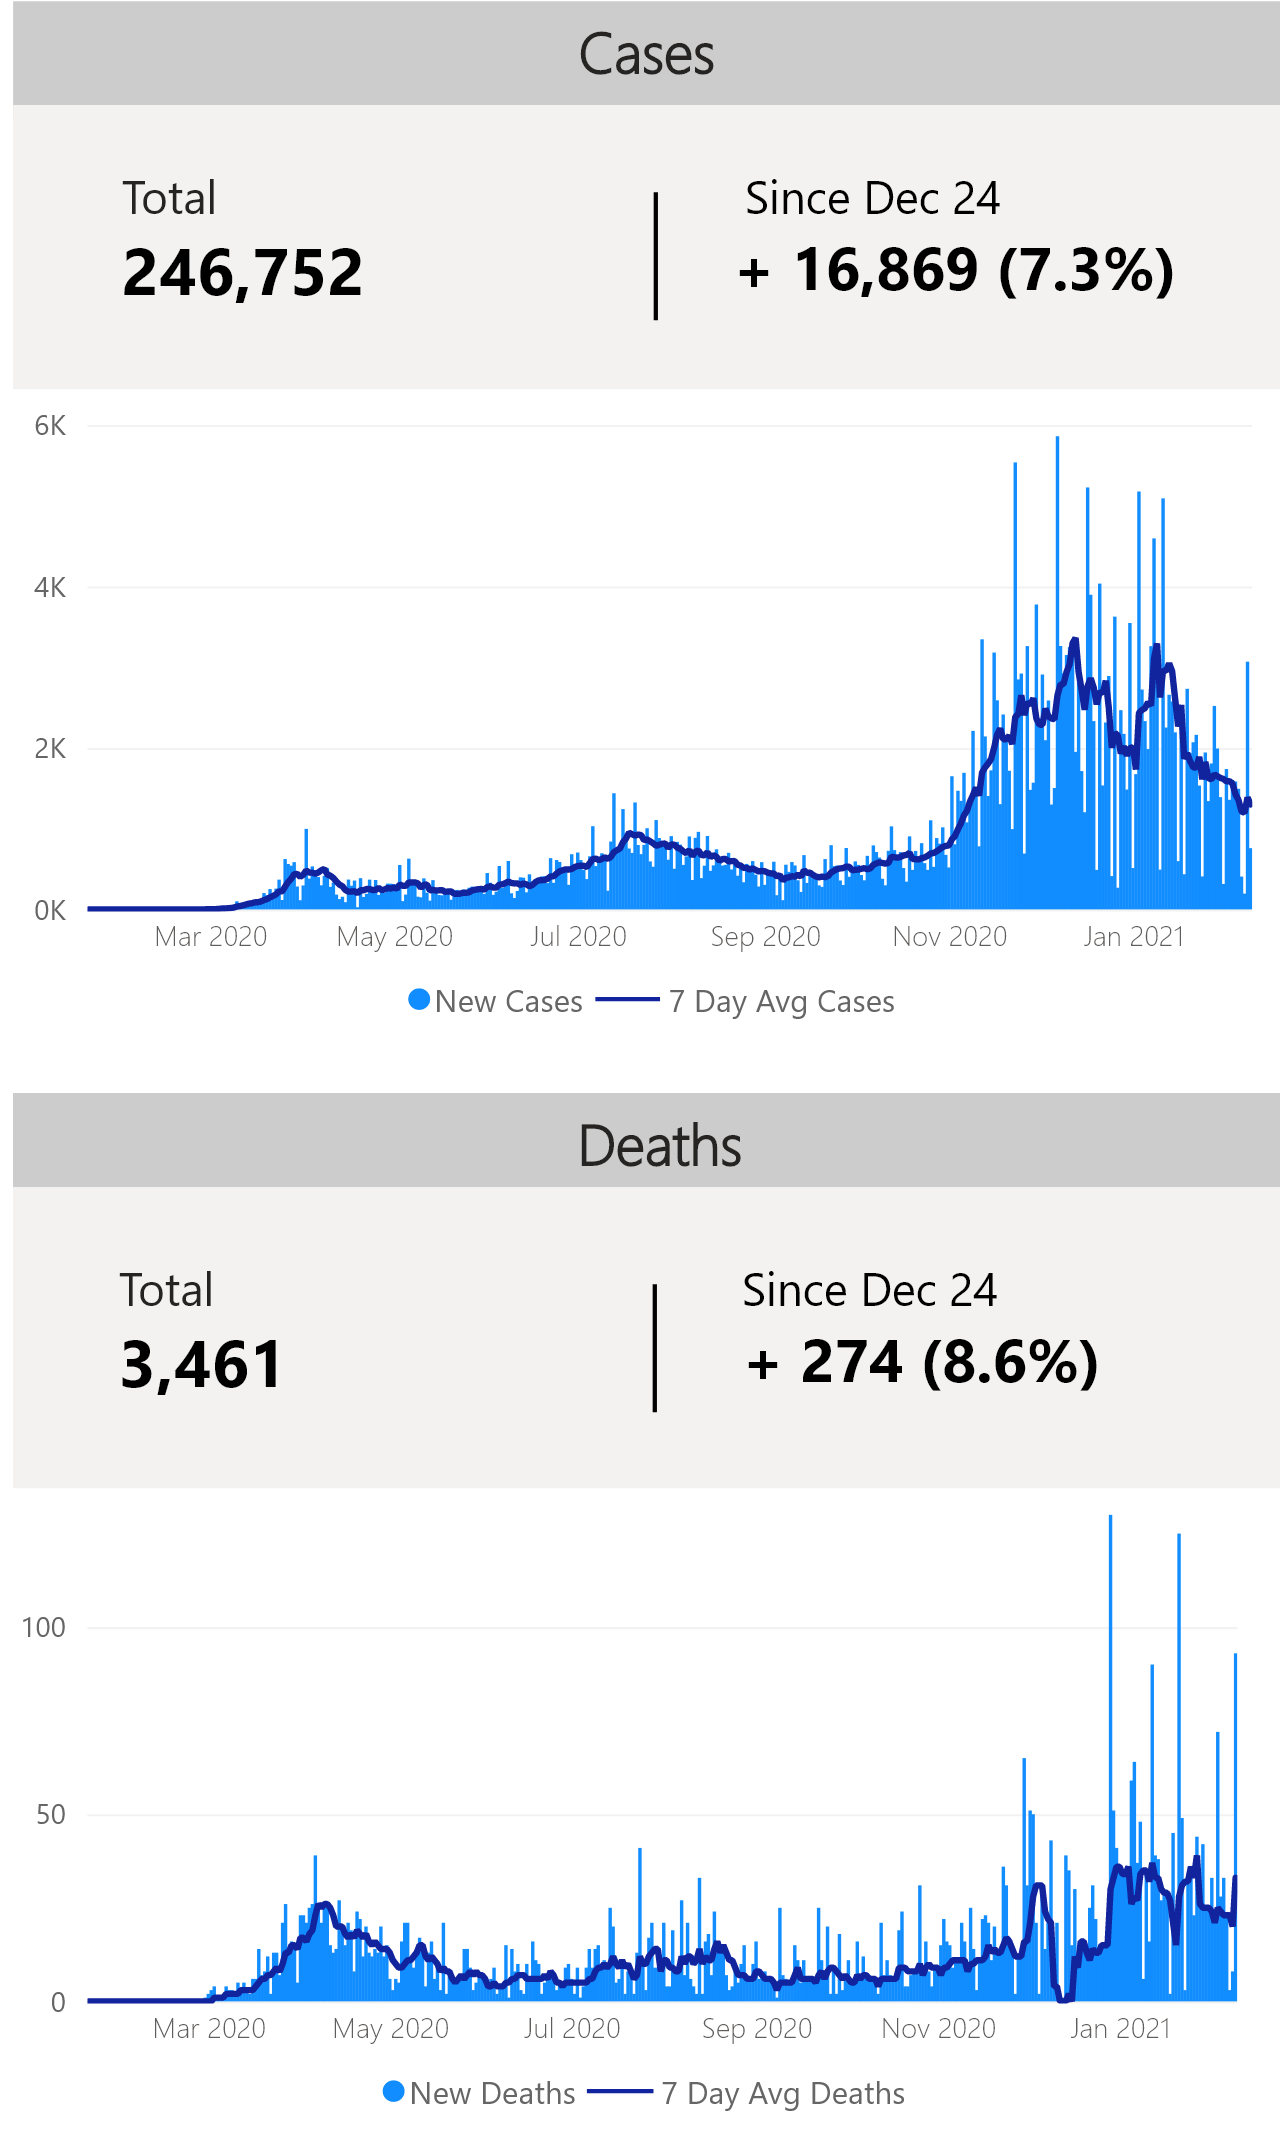 Cases
Total
Since Dec 24
246,752
+ 16,869 (7.3%)
6K
4K
2K
0K
Mar 2020 May 2020 Jul 2020 Sep 2020 Nov 2020 Jan 2021
New Cases 7 Day Avg Cases
Deaths
Total
Since Dec 24
3,461
+ 274 (8.6%)
100
50
0
Mar 2020 May 2020 Jul 2020 Sep 2020 Nov 2020 Jan 2021
New Deaths 7 Day Avg Deaths